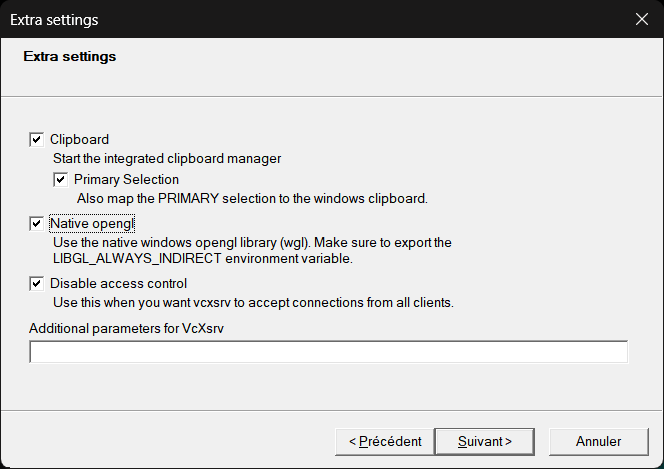 Extra settings
Extra settings
Clipboard
Start the integrated clipboard manager
Primary Selection
Also map the PRIMARY selection to the windows clipboard.
Native opengl
Use the native windows opengl library (wgl). Make sure to export the
LIBGL_ALWAYS_INDIRECT environment variable.
Disable access control
Use this when you want vcxsrv to accept connections from all clients.
Additional parameters for VcXsrv
< Précédent
Suivant >
Annuler